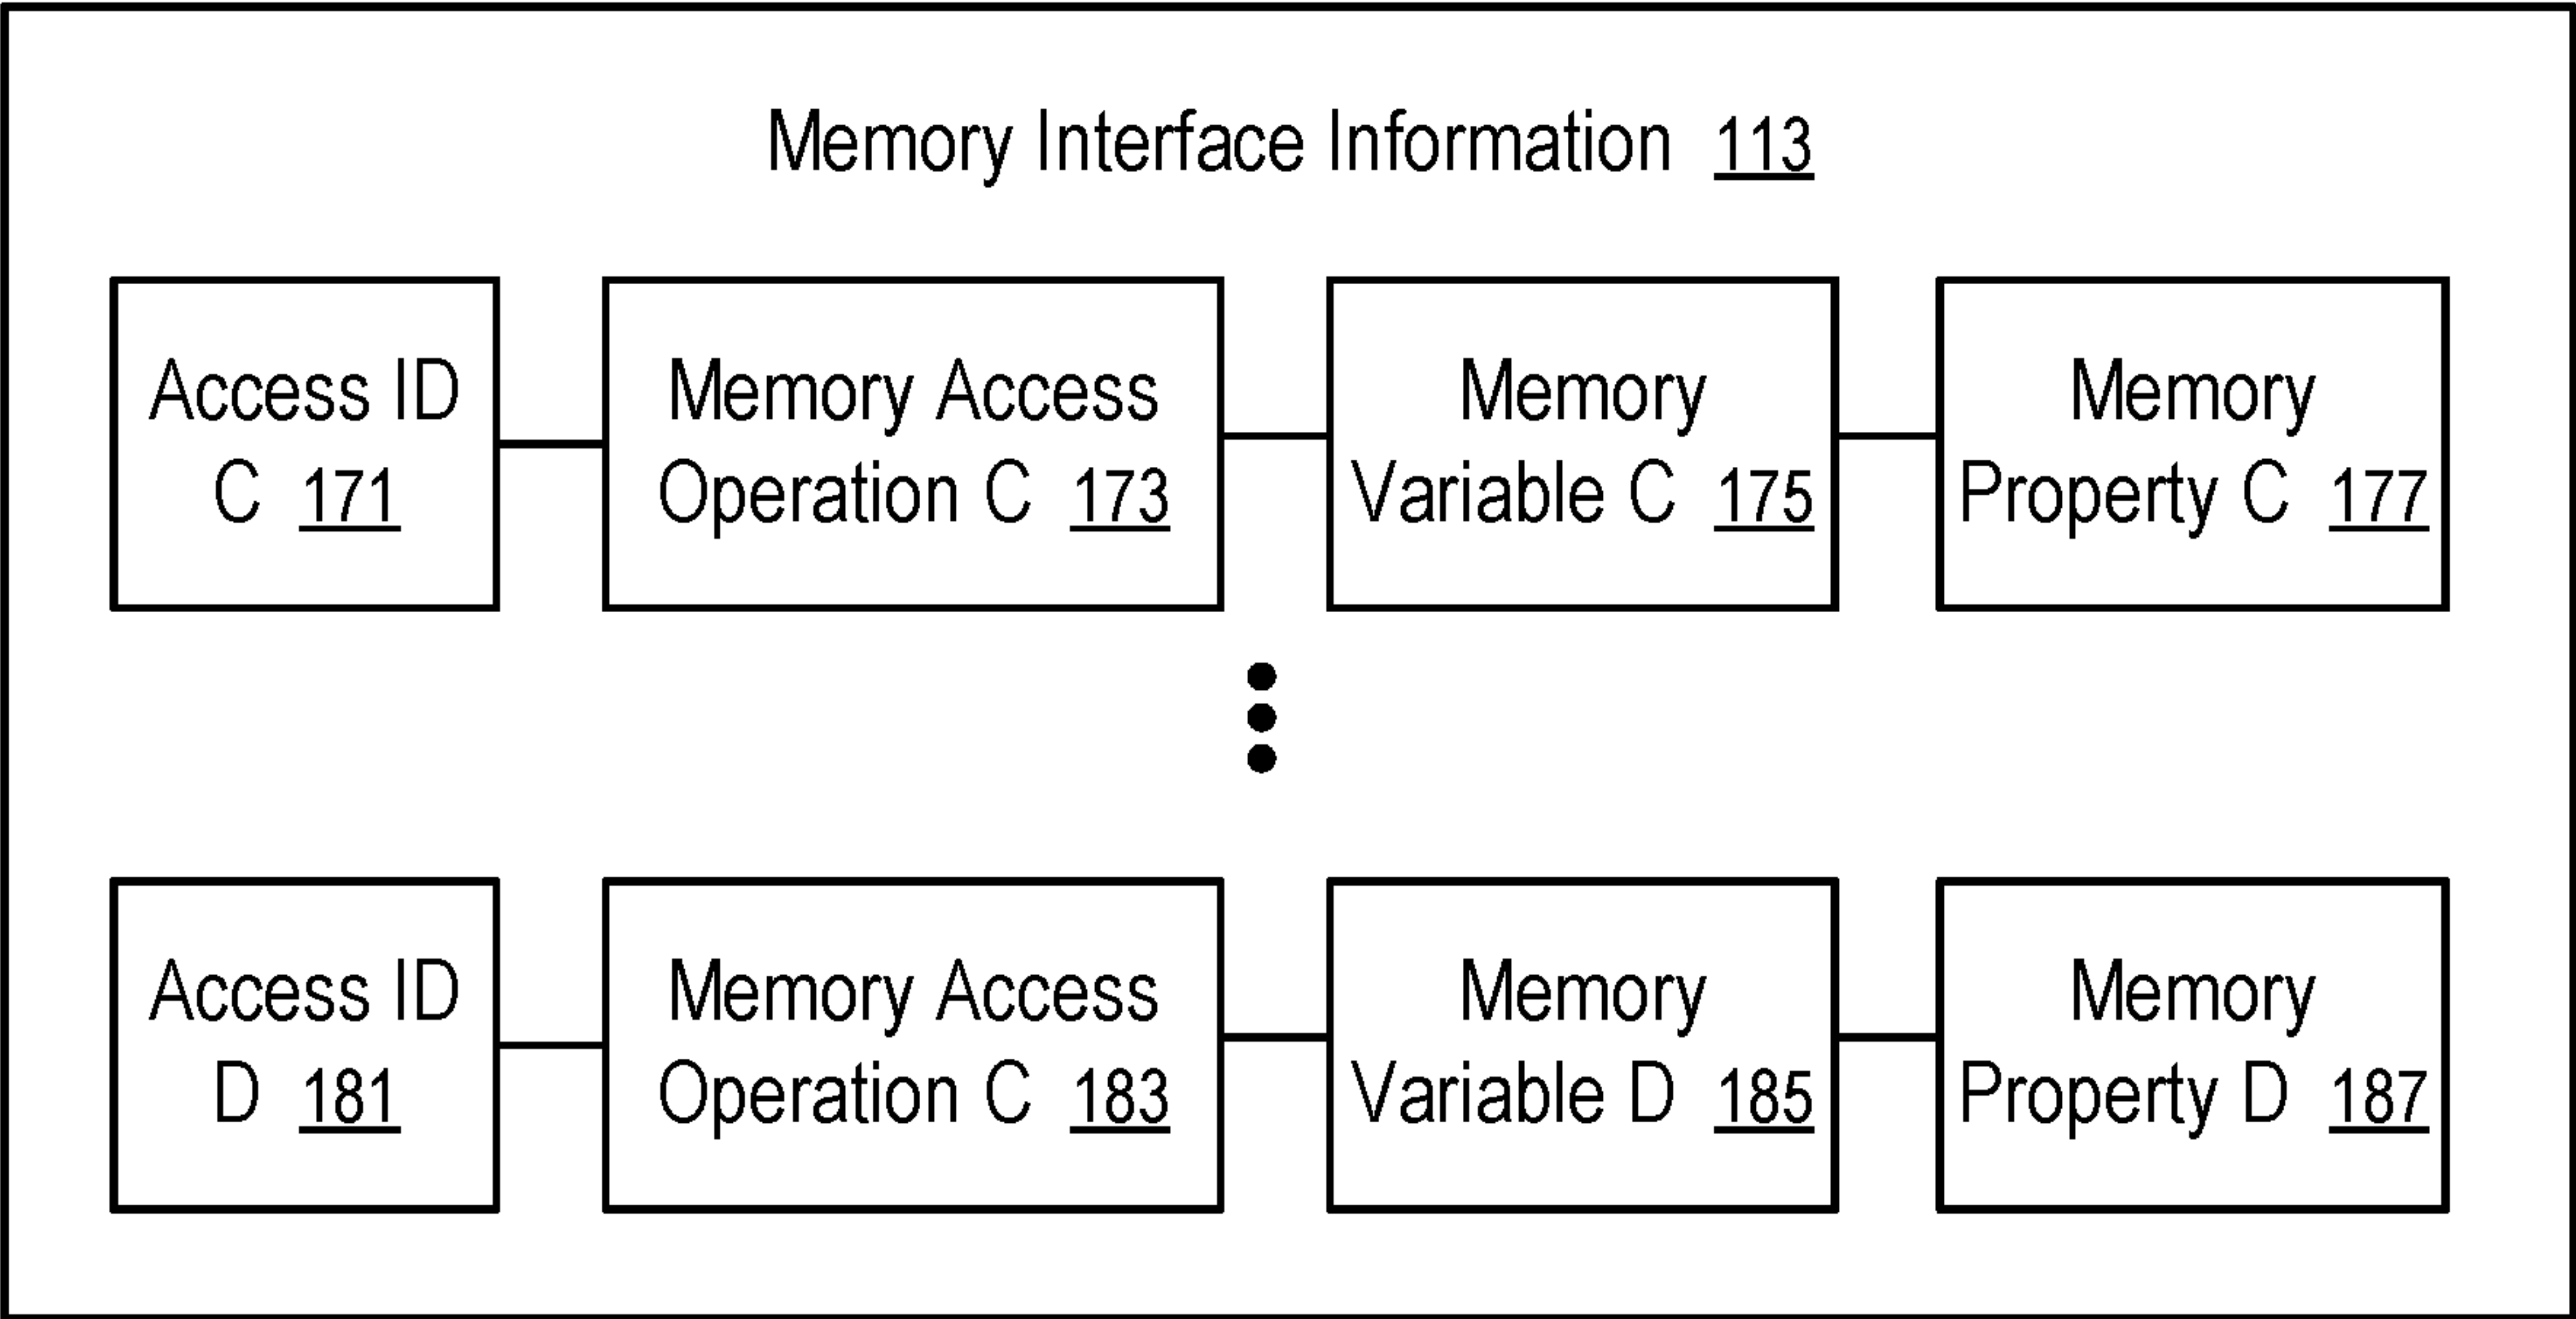 Memory Interface Information 113
Access ID
C 171
Memory Access
Operation C 173
Memory
Variable C 175
Memory
Property C 177
Access ID
D 181
Memory Access
Operation C 183
Memory
Variable D 185
Memory
Property D 187